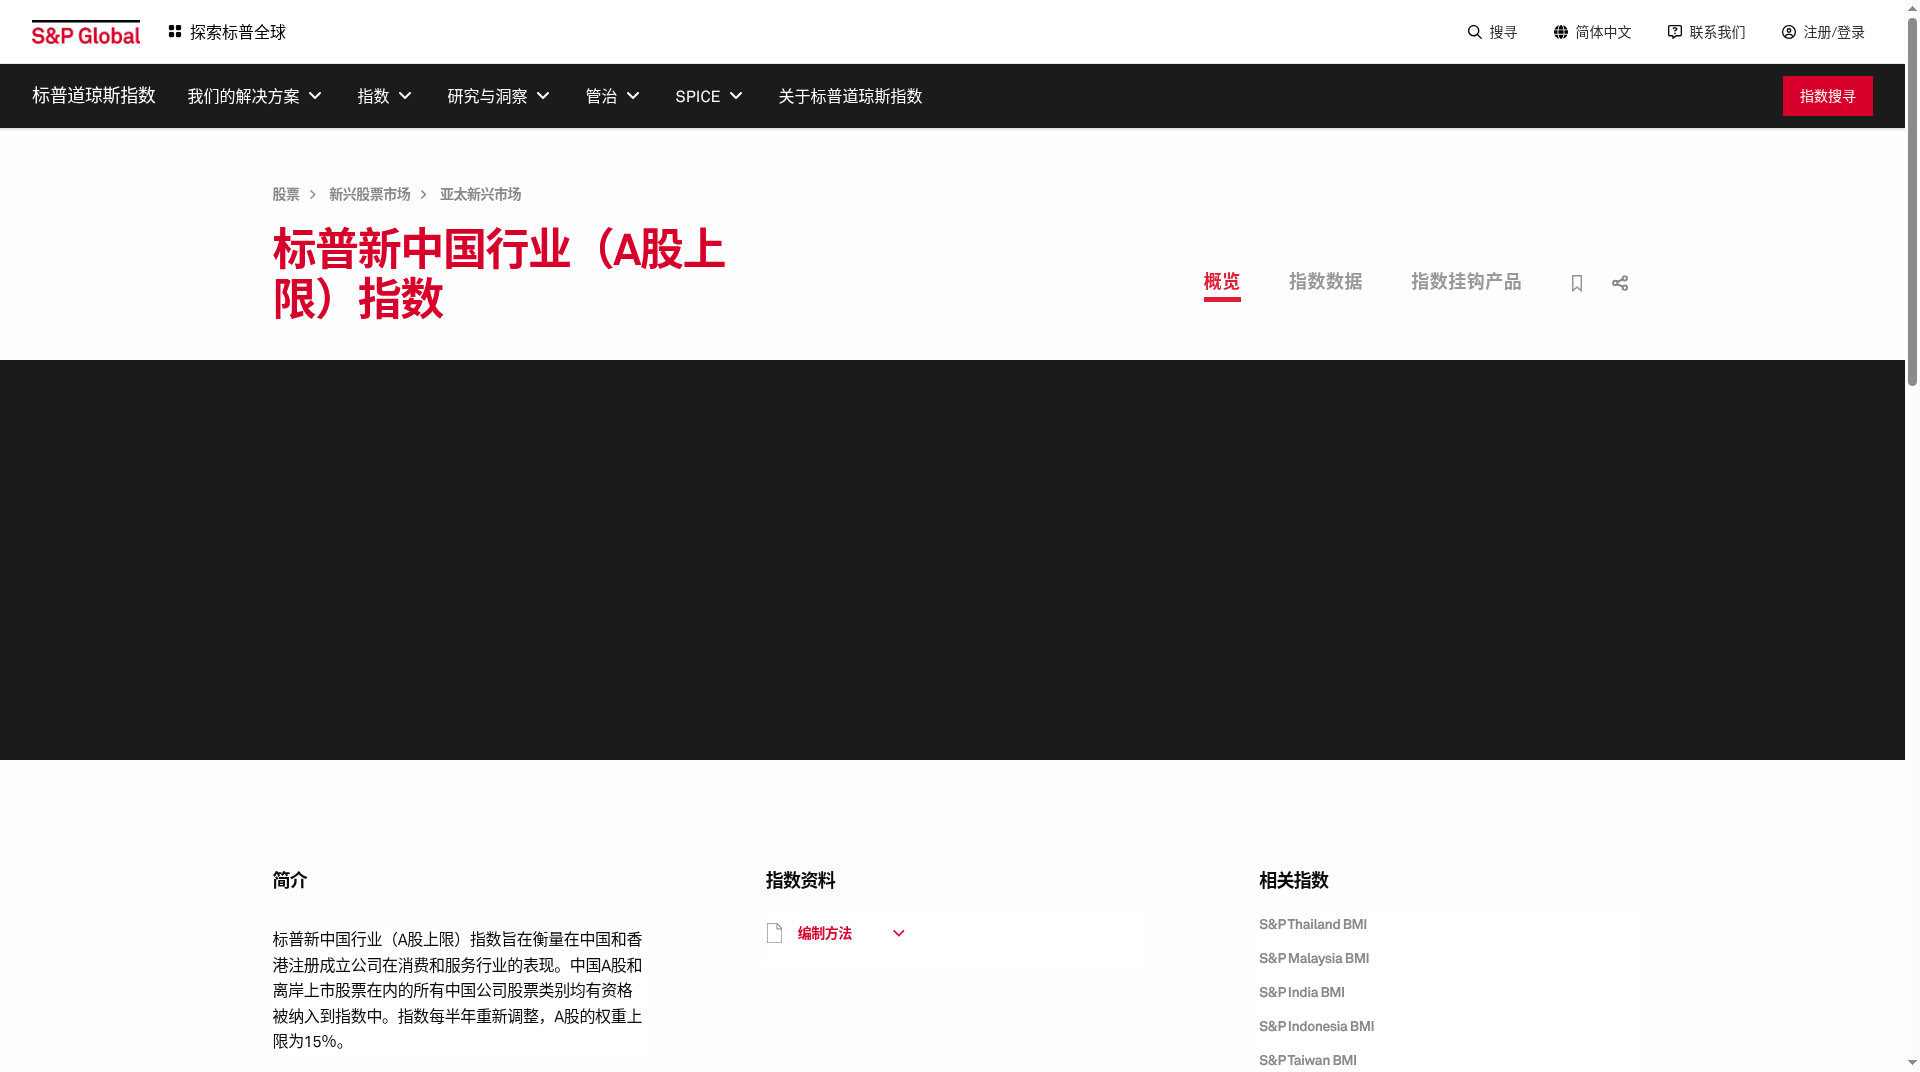 S&P Global
探索标普全球
搜寻
简体中文
联系我们
注册/登录
标普道琼斯指数
我们的解决方案
指数
研究与洞察
管治
SPICE
关于标普道琼斯指数
指数搜寻
股票
新兴股票市场
亚太新兴市场
标普新中国行业（A股上
限）指数
概览
指数数据
指数挂钩产品
简介
标普新中国行业（A股上限）指数旨在衡量在中国和香
港注册成立公司在消费和服务行业的表现。中国A股和
离岸上市股票在内的所有中国公司股票类别均有资格
被纳入到指数中。指数每半年重新调整，A股的权重上
限为15%。
指数资料
编制方法
相关指数
S&P Thailand BMI
S&P Malaysia BMI
S&P India BMI
S&P Indonesia BMI
S&P Taiwan BMI